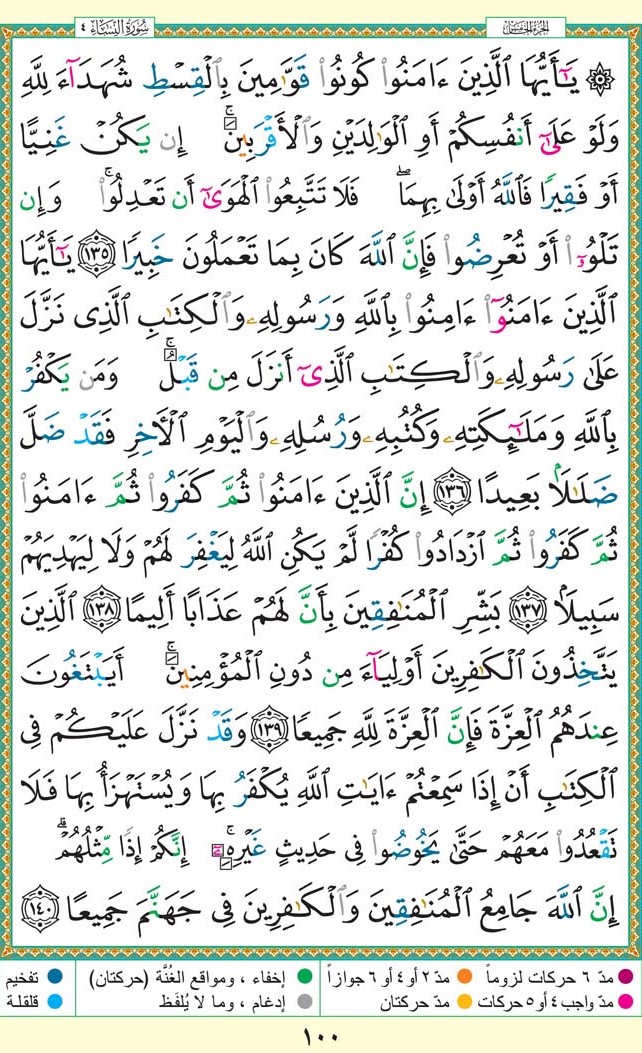 سُورَةُ النِّسَاءِ ٤
الجُزْءُ الخَامِسُ
۞ يَٰٓأَيُّهَا ٱلَّذِينَ ءَامَنُوا۟ كُونُوا۟ قَوَّٰمِينَ بِٱلْقِسْطِ شُهَدَآءَ لِلَّهِ
وَلَوْ عَلَىٰٓ أَنفُسِكُمْ أَوِ ٱلْوَٰلِدَيْنِ وَٱلْأَقْرَبِينَ ۚ إِن يَكُنْ غَنِيًّا
أَوْ فَقِيرًا فَٱللَّهُ أَوْلَىٰ بِهِمَا ۖ فَلَا تَتَّبِعُوا۟ ٱلْهَوَىٰٓ أَن تَعْدِلُوا۟ ۚ وَإِن
تَلْوُۥٓا۟ أَوْ تُعْرِضُوا۟ فَإِنَّ ٱللَّهَ كَانَ بِمَا تَعْمَلُونَ خَبِيرًا ١٣٥ يَٰٓأَيُّهَا
ٱلَّذِينَ ءَامَنُوٓا۟ ءَامِنُوا۟ بِٱللَّهِ وَرَسُولِهِۦ وَٱلْكِتَٰبِ ٱلَّذِى نَزَّلَ
عَلَىٰ رَسُولِهِۦ وَٱلْكِتَٰبِ ٱلَّذِىٓ أَنزَلَ مِن قَبْلُ ۚ وَمَن يَكْفُرْ
بِٱللَّهِ وَمَلَٰٓئِكَتِهِۦ وَكُتُبِهِۦ وَرُسُلِهِۦ وَٱلْيَوْمِ ٱلْءَاخِرِ فَقَدْ ضَلَّ
ضَلَٰلًۢا بَعِيدًا ١٣٦ إِنَّ ٱلَّذِينَ ءَامَنُوا۟ ثُمَّ كَفَرُوا۟ ثُمَّ ءَامَنُوا۟
ثُمَّ كَفَرُوا۟ ثُمَّ ٱزْدَادُوا۟ كُفْرًا لَّمْ يَكُنِ ٱللَّهُ لِيَغْفِرَ لَهُمْ وَلَا لِيَهْدِيَهُمْ
سَبِيلًۢا ١٣٧ بَشِّرِ ٱلْمُنَٰفِقِينَ بِأَنَّ لَهُمْ عَذَابًا أَلِيمًا ١٣٨ ٱلَّذِينَ
يَتَّخِذُونَ ٱلْكَٰفِرِينَ أَوْلِيَآءَ مِن دُونِ ٱلْمُؤْمِنِينَ ۚ أَيَبْتَغُونَ
عِندَهُمُ ٱلْعِزَّةَ فَإِنَّ ٱلْعِزَّةَ لِلَّهِ جَمِيعًا ١٣٩ وَقَدْ نَزَّلَ عَلَيْكُمْ فِى
ٱلْكِتَٰبِ أَنْ إِذَا سَمِعْتُمْ ءَايَٰتِ ٱللَّهِ يُكْفَرُ بِهَا وَيُسْتَهْزَأُ بِهَا فَلَا
تَقْعُدُوا۟ مَعَهُمْ حَتَّىٰ يَخُوضُوا۟ فِى حَدِيثٍ غَيْرِهِۦٓ ۚ إِنَّكُمْ إِذًا مِّثْلُهُمْ ۗ
إِنَّ ٱللَّهَ جَامِعُ ٱلْمُنَٰفِقِينَ وَٱلْكَٰفِرِينَ فِى جَهَنَّمَ جَمِيعًا ١٤٠
مدّ ٦ حركات لزوماً مدّ ٢ أو ٤ أو ٦ جوازاً إخفاء ، ومواقع الغُنَّة (حركتان) تفخيم
مدّ واجب ٤ أو ٥ حركات مدّ حركتان إدغام ، وما لا يُلفَظ قلقلة
١٠٠